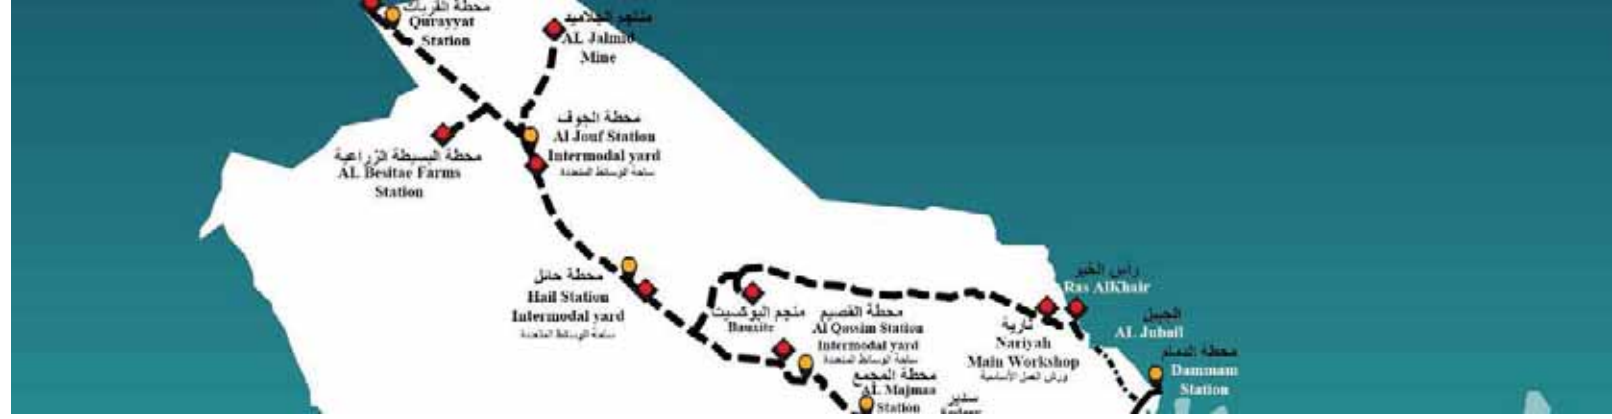 محطة القريات
Qurayyat
Station
منجم الجلاميد
AL Jalmid
Mine
محطة الجوف
Al Jouf Station
Intermodal yard
ساحة الوسائط المتعددة
محطة البسيطة الزراعية
AL Besitae Farms
Station
محطة حائل
Hail Station
Intermodal yard
ساحة الوسائط المتعددة
منجم البوكسيت
Bauxite
محطة القصيم
Al Qassim Station
Intermodal yard
ساحة الوسائط المتعددة
محطة المجمع
AL Majmaa
Station
سدير
رأس الخير
Ras AlKhair
نارية
Nariyah
Main Workshop
ورش العمل الأساسية
الجبيل
AL Jubail
محطة الدمام
Dammam
Station